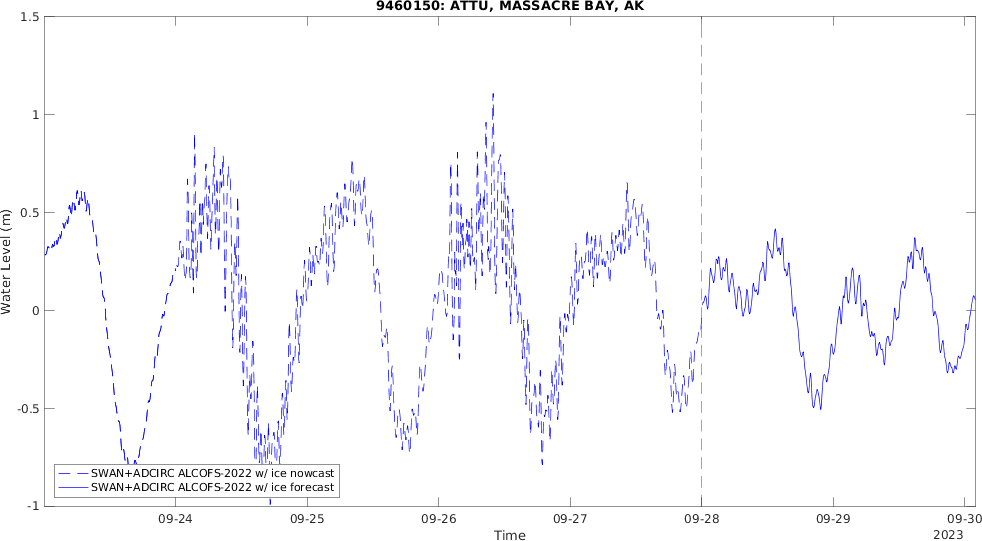 9460150: ATTU, MASSACRE BAY, AK
1.5
1
0.5
0
-0.5
-1
Water Level (m)
SWAN+ADCIRC ALCOFS-2022 w/ ice nowcast
SWAN+ADCIRC ALCOFS-2022 w/ ice forecast
09-24 09-25 09-26 09-27 09-28 09-29 09-30
Time
2023